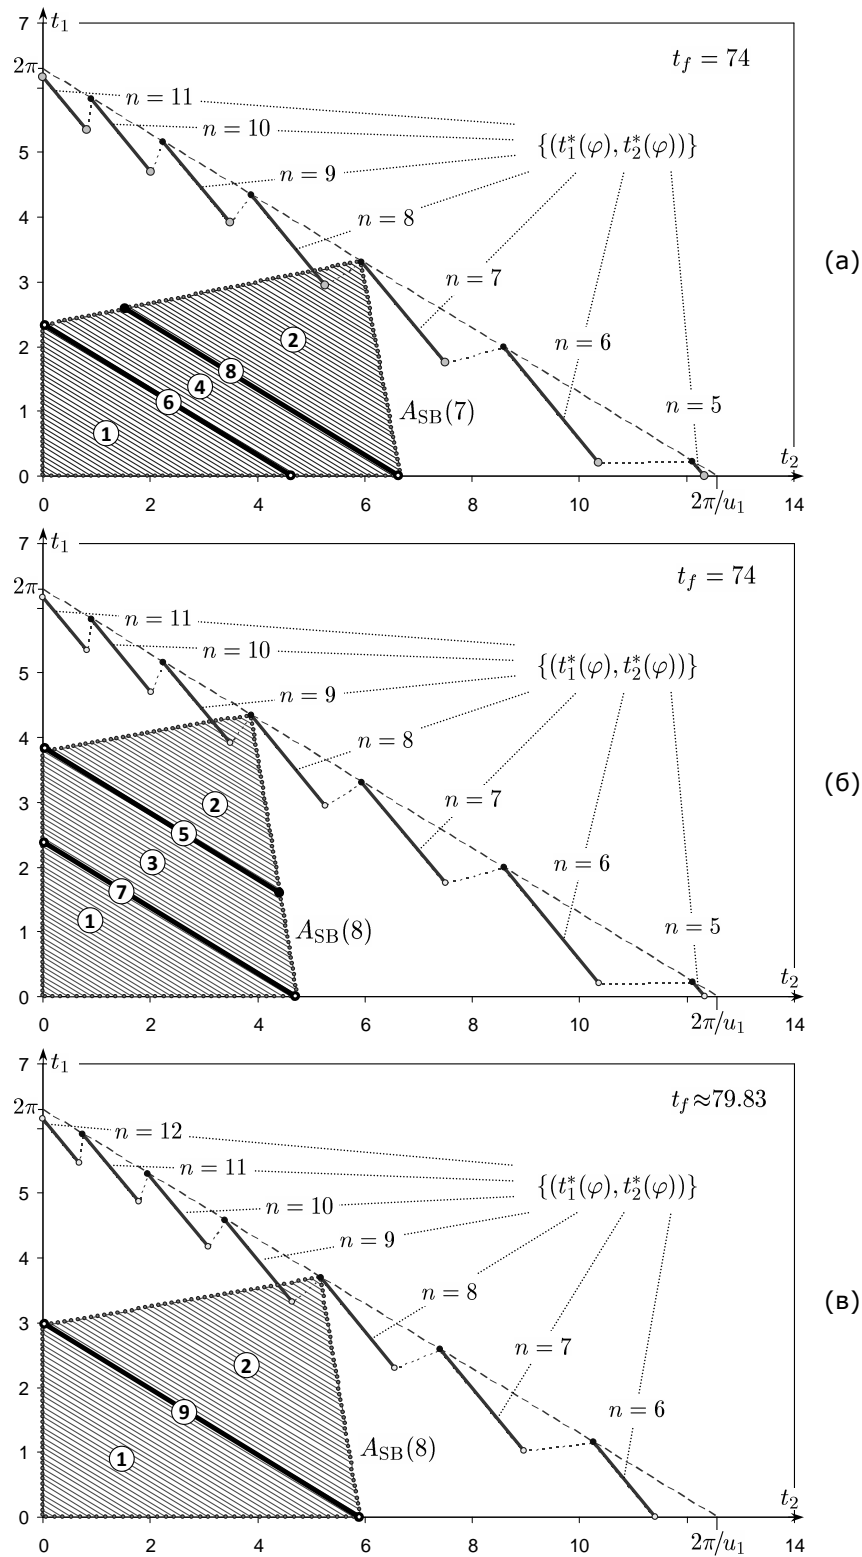 7 t₁
2π
t_f = 74
n = 11
n = 10
{(t₁*(φ), t₂*(φ))}
5
n = 9
4
n = 8
(а)
3
n = 7
2
2
8
n = 6
4
6
n = 5
1
A_SB(7)
1
0
t₂
0 2 4 6 8 10 2π/u₁ 14
7 t₁
2π
t_f = 74
n = 11
n = 10
{(t₁*(φ), t₂*(φ))}
5
n = 9
4
n = 8
(б)
3
2
n = 7
5
2
3
n = 6
7
1
1
A_SB(8)
n = 5
0
t₂
0 2 4 6 8 10 2π/u₁ 14
7 t₁
2π
t_f ≈ 79.83
n = 12
n = 11
{(t₁*(φ), t₂*(φ))}
5
n = 10
4
n = 9
3
n = 8
(в)
2
2
n = 7
9
n = 6
1
1
A_SB(8)
0
t₂
0 2 4 6 8 10 2π/u₁ 14